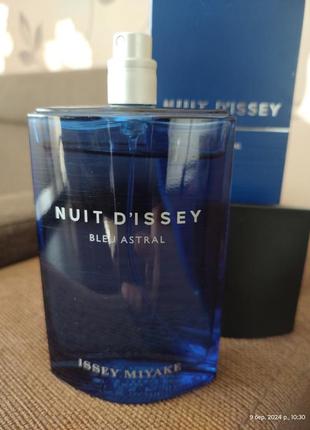 NUIT D'ISSEY
NUIT D'ISSEY
BLEU ASTRAL
ISSEY MIYAKE
9 бер. 2024 р., 10:30